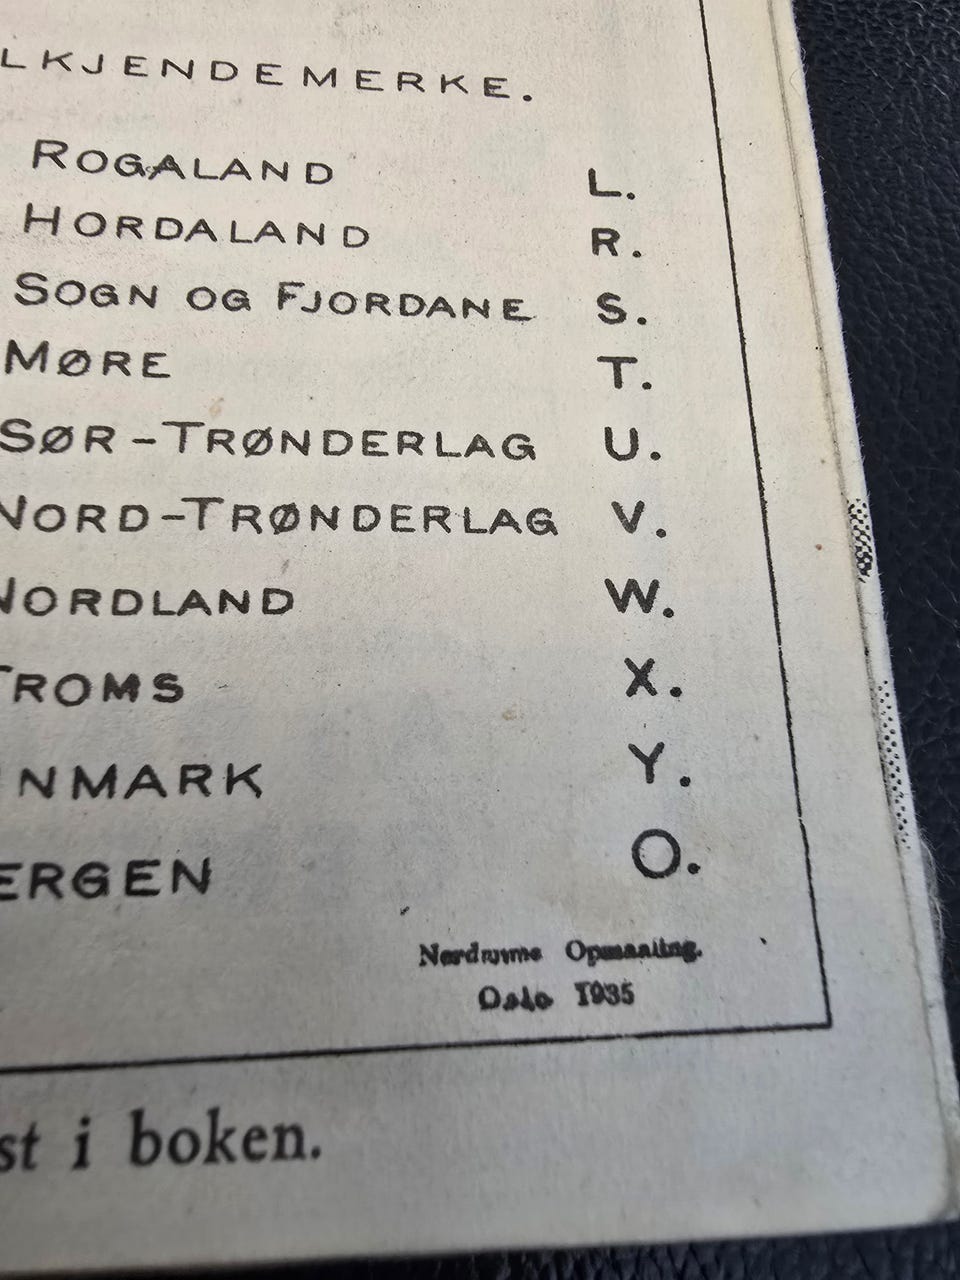 LKJENDEMERKE.
ROGALAND L.
HORDALAND R.
SOGN OG FJORDANE S.
MØRE T.
SØR-TRØNDERLAG U.
NORD-TRØNDERLAG V.
NORDLAND W.
TROMS X.
NMARK Y.
ERGEN O.
Opmaaling.
Oslo 1935
st i boken.